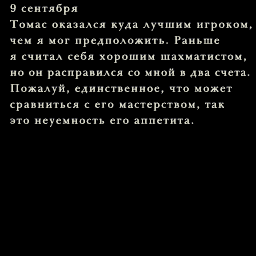 9 сентября
Томас оказался куда лучшим игроком,
чем я мог предположить. Раньше
я считал себя хорошим шахматистом,
но он расправился со мной в два счета.
Пожалуй, единственное, что может
сравниться с его мастерством, так
это неуемность его аппетита.